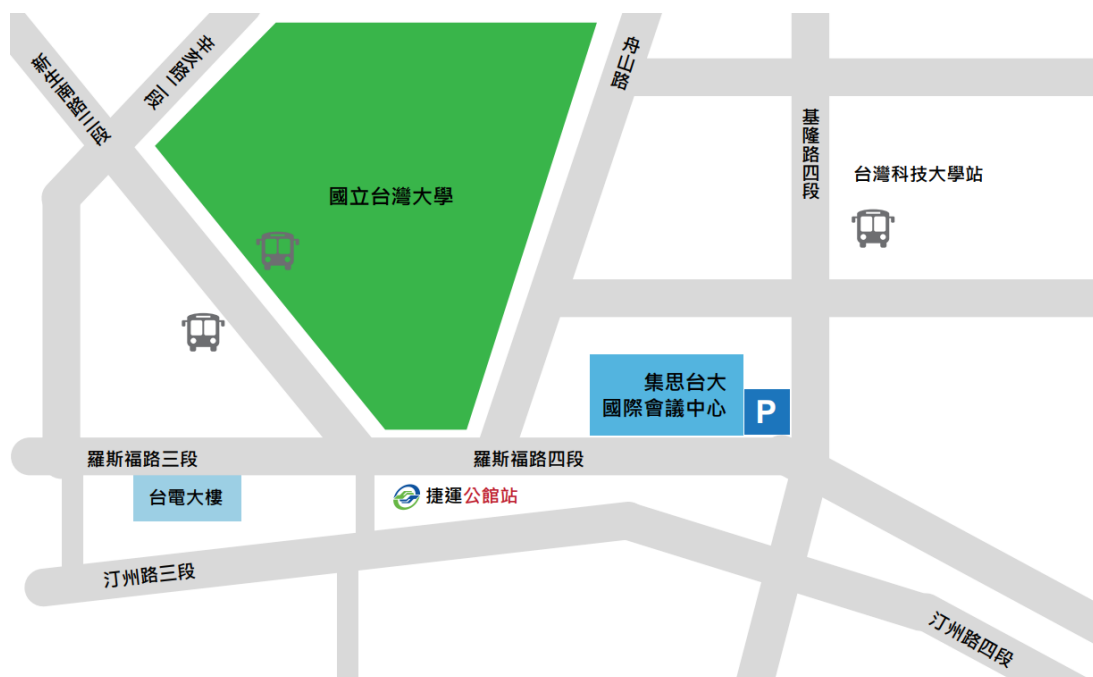 辛亥路二段
新生南路三段
舟山路
基隆路四段
台灣科技大學站
國立台灣大學
集思台大
國際會議中心
P
羅斯福路三段
羅斯福路四段
台電大樓
捷運公館站
汀州路三段
汀州路四段